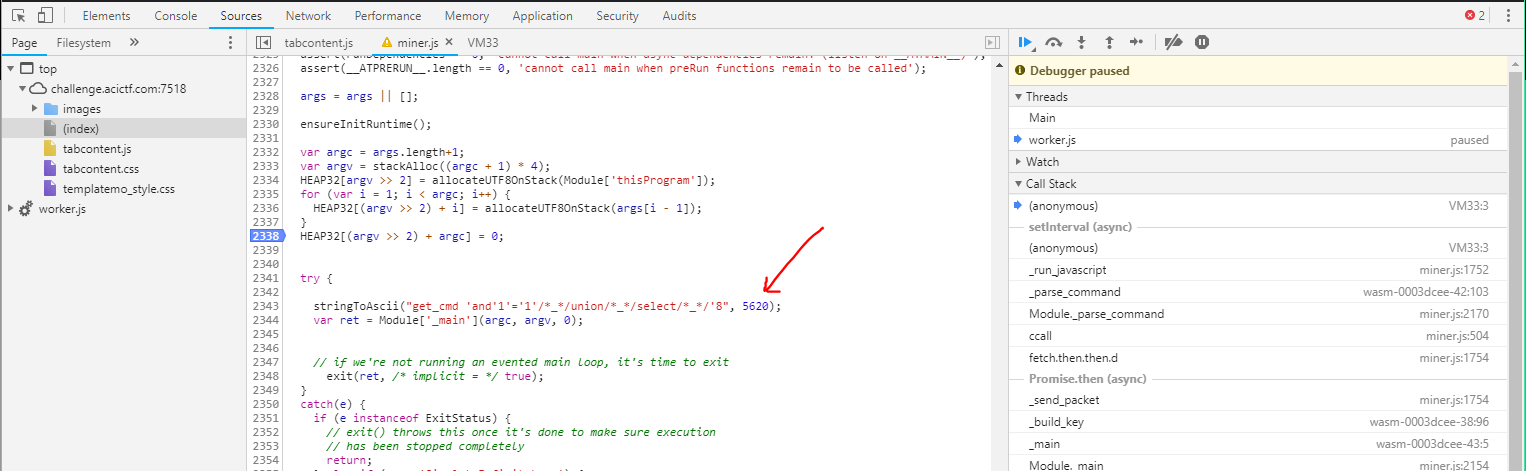 Elements Console Sources Network Performance Memory Application Security Audits 2
Page Filesystem »
top
challenge.acictf.com:7518
images
(index)
tabcontent.js
tabcontent.css
templatemo_style.css
worker.js
tabcontent.js miner.js × VM33
2326 assert(__ATPRERUN__.length == 0, 'cannot call main when preRun functions remain to be called');
2327
2328 args = args || [];
2329
2330 ensureInitRuntime();
2331
2332 var argc = args.length+1;
2333 var argv = stackAlloc((argc + 1) * 4);
2334 HEAP32[argv >> 2] = allocateUTF8OnStack(Module['thisProgram']);
2335 for (var i = 1; i < argc; i++) {
2336 HEAP32[(argv >> 2) + i] = allocateUTF8OnStack(args[i - 1]);
2337 }
2338 HEAP32[(argv >> 2) + argc] = 0;
2339
2340
2341 try {
2342
2343 stringToAscii("get_cmd 'and'1'='1'/*_*/union/*_*/select/*_*/'8", 5620);
2344 var ret = Module['_main'](argc, argv, 0);
2345
2346
2347 // if we're not running an evented main loop, it's time to exit
2348 exit(ret, /* implicit = */ true);
2349 }
2350 catch(e) {
2351 if (e instanceof ExitStatus) {
2352 // exit() throws this once it's done to make sure execution
2353 // has been stopped completely
2354 return;
Debugger paused
Threads
Main
worker.js paused
Watch
Call Stack
(anonymous) VM33:3
setInterval (async)
(anonymous) VM33:3
_run_javascript miner.js:1752
_parse_command wasm-0003dcee-42:103
Module._parse_command miner.js:2170
ccall miner.js:504
fetch.then.then.d miner.js:1754
Promise.then (async)
_send_packet miner.js:1754
_build_key wasm-0003dcee-38:96
_main wasm-0003dcee-43:5
Module._main miner.js:2154